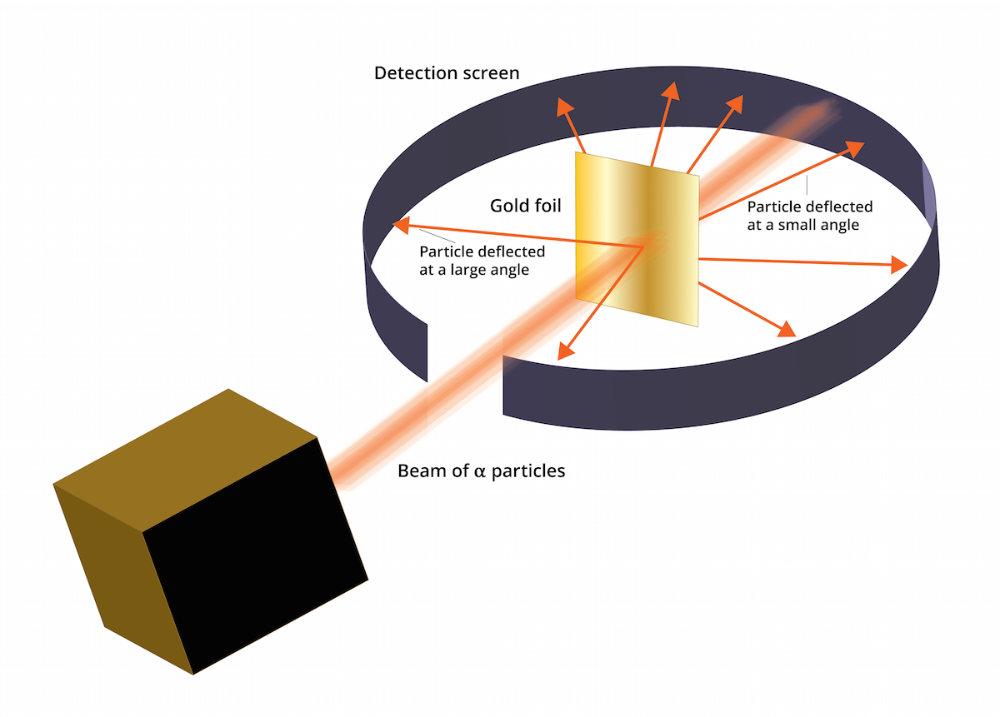 Detection screen
Gold foil
Particle deflected
at a small angle
Particle deflected
at a large angle
Beam of α particles